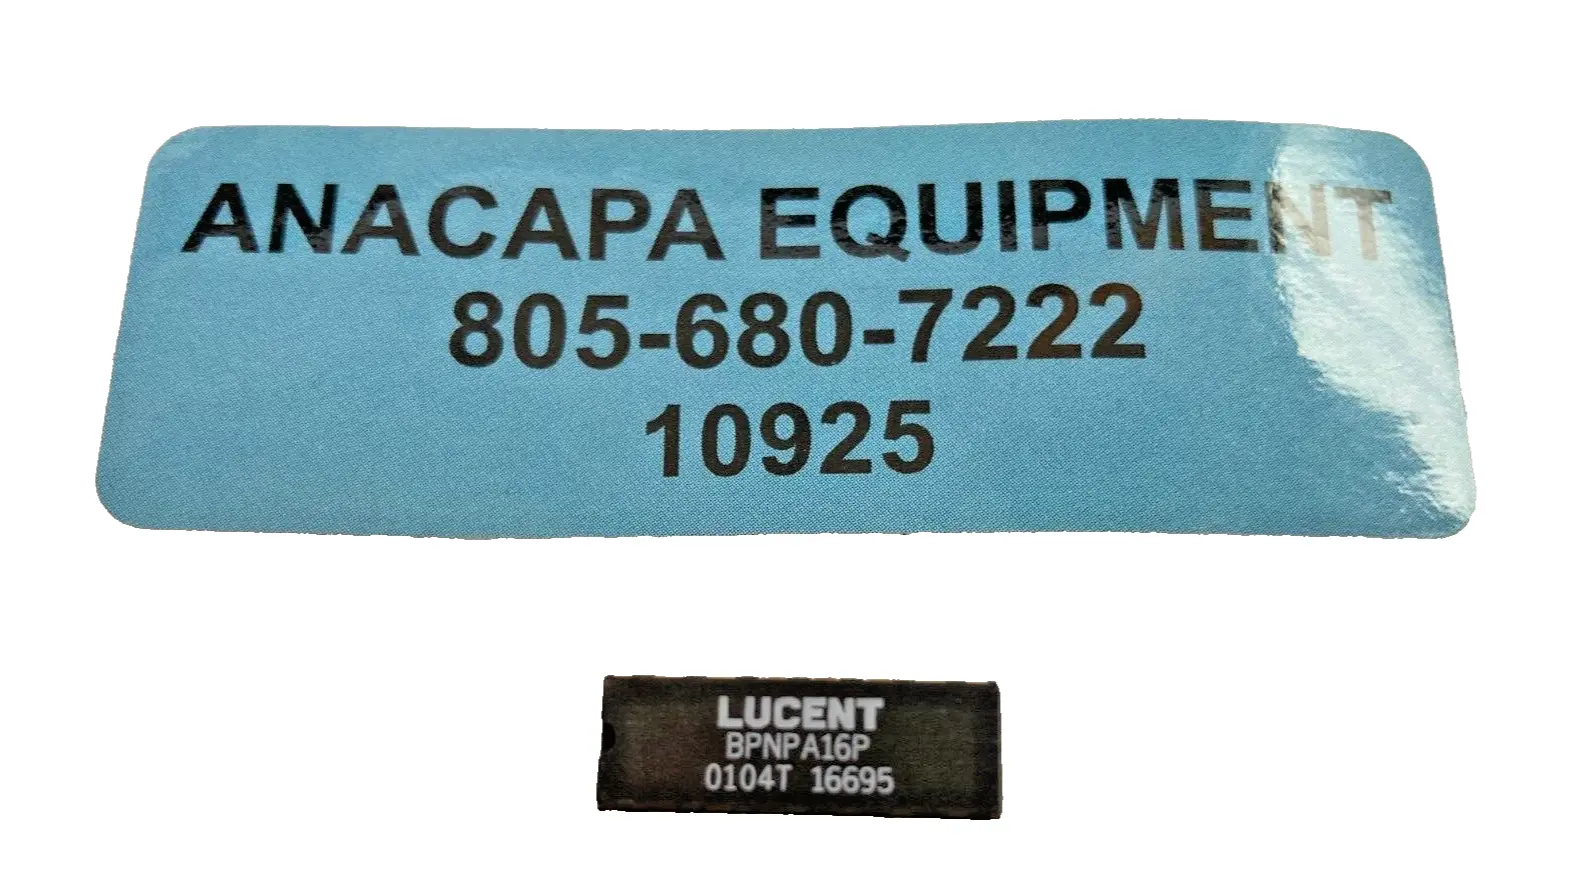 ANACAPA EQUIPMENT
805-680-7222
10925
LUCENT
BPNPA16P
0104T 16695